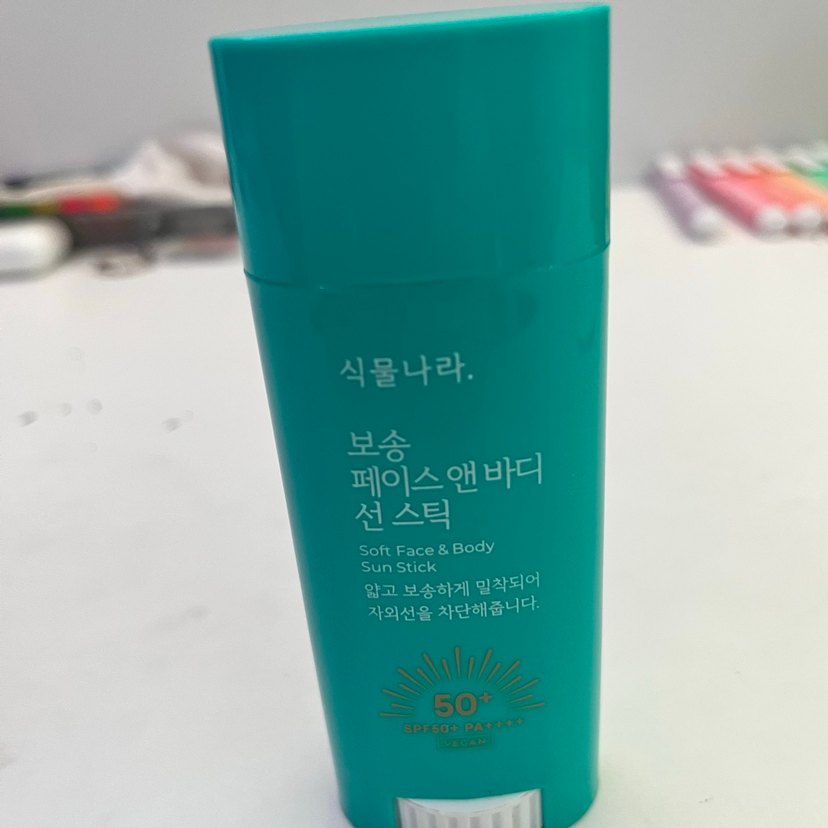 식물나라.
보송
페이스 앤 바디
선 스틱
Soft Face & Body
Sun Stick
얇고 보송하게 밀착되어
자외선을 차단해줍니다.
50+
SPF50+ PA++++
VEGAN